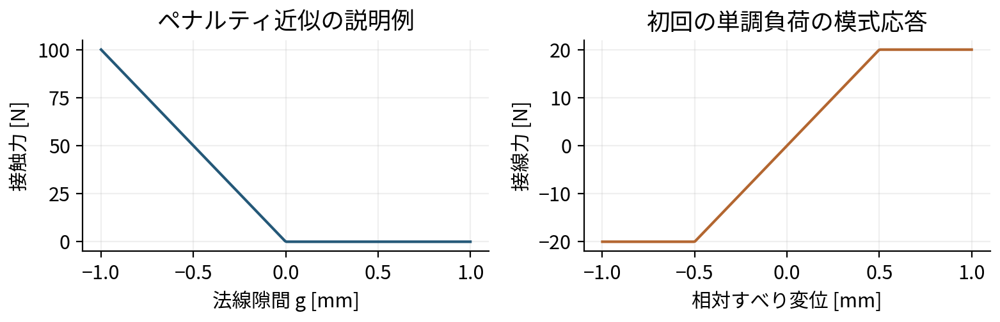 ペナルティ近似の説明例
接触力 [N]
100
75
50
25
0
−1.0 −0.5 0.0 0.5 1.0
法線隙間 g [mm]
初回の単調負荷の模式応答
接線力 [N]
20
10
0
−10
−20
−1.0 −0.5 0.0 0.5 1.0
相対すべり変位 [mm]